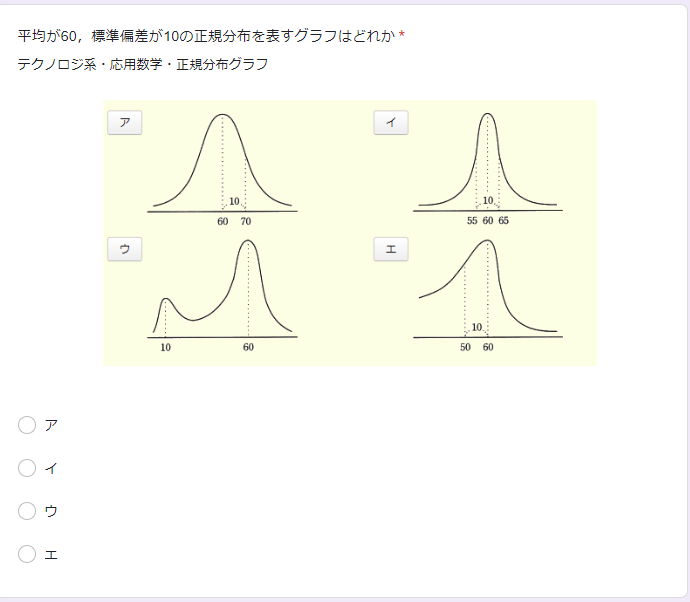 平均が60，標準偏差が10の正規分布を表すグラフはどれか *
テクノロジ系・応用数学・正規分布グラフ
ア
10
60 70
イ
10
55 60 65
ウ
10 60
エ
10
50 60
ア
イ
ウ
エ